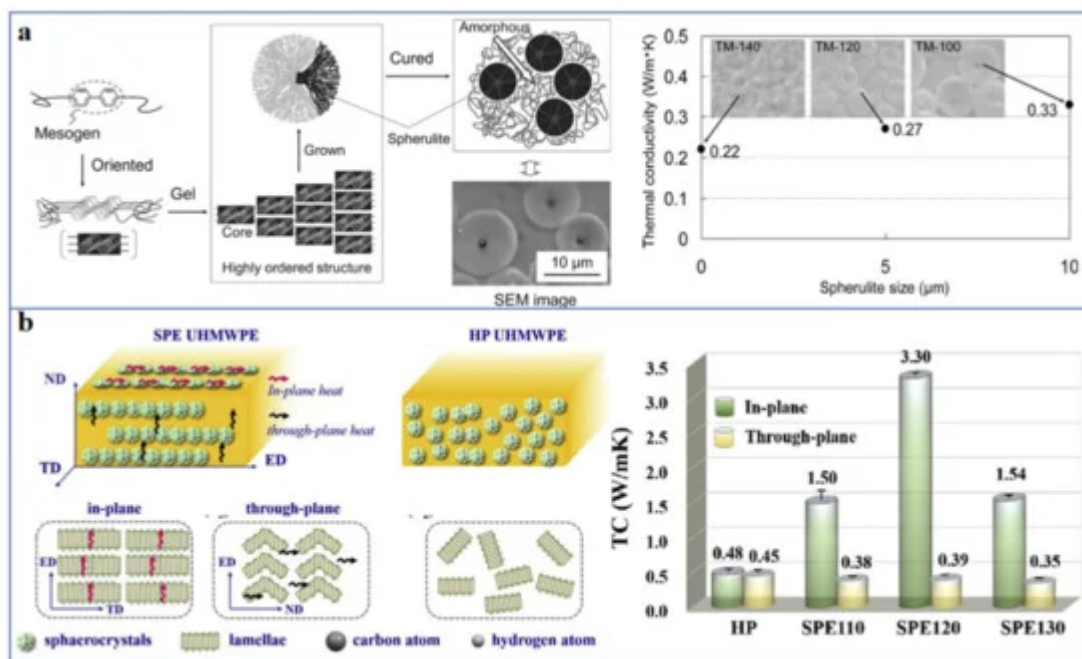 a
Mesogen
Oriented
Gel
Core
Highly ordered structure
Grown
Cured
Spherulite
Amorphous
10 μm
SEM image
Thermal conductivity (W/m•K)
0.5
0.4
0.3
0.2
0.1
0
TM-140
TM-120
TM-100
0.22
0.27
0.33
0
5
10
Spherulite size (μm)
b
SPE UHMWPE
HP UHMWPE
ND
TD
ED
In-plane heat
through-plane heat
in-plane
through-plane
ED
TD
ED
ND
sphaerocrystals
lamellae
carbon atom
hydrogen atom
TC (W/mK)
3.5
3.0
2.5
2.0
1.5
1.0
0.5
0.0
In-plane
Through-plane
0.48
0.45
1.50
0.38
3.30
0.39
1.54
0.35
HP
SPE110
SPE120
SPE130